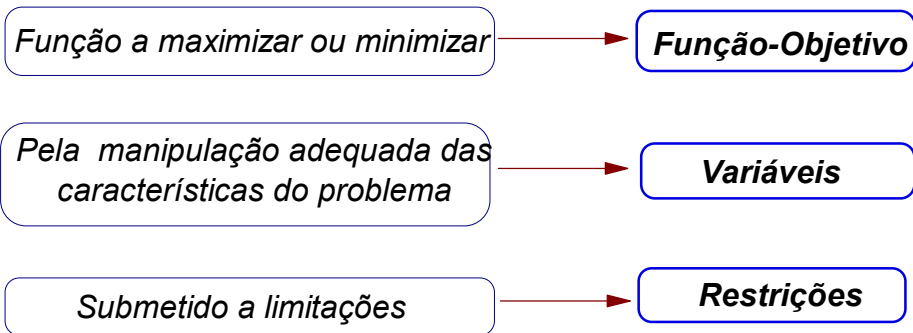 Função a maximizar ou minimizar
Função-Objetivo
Pela manipulação adequada das
características do problema
Variáveis
Submetido a limitações
Restrições